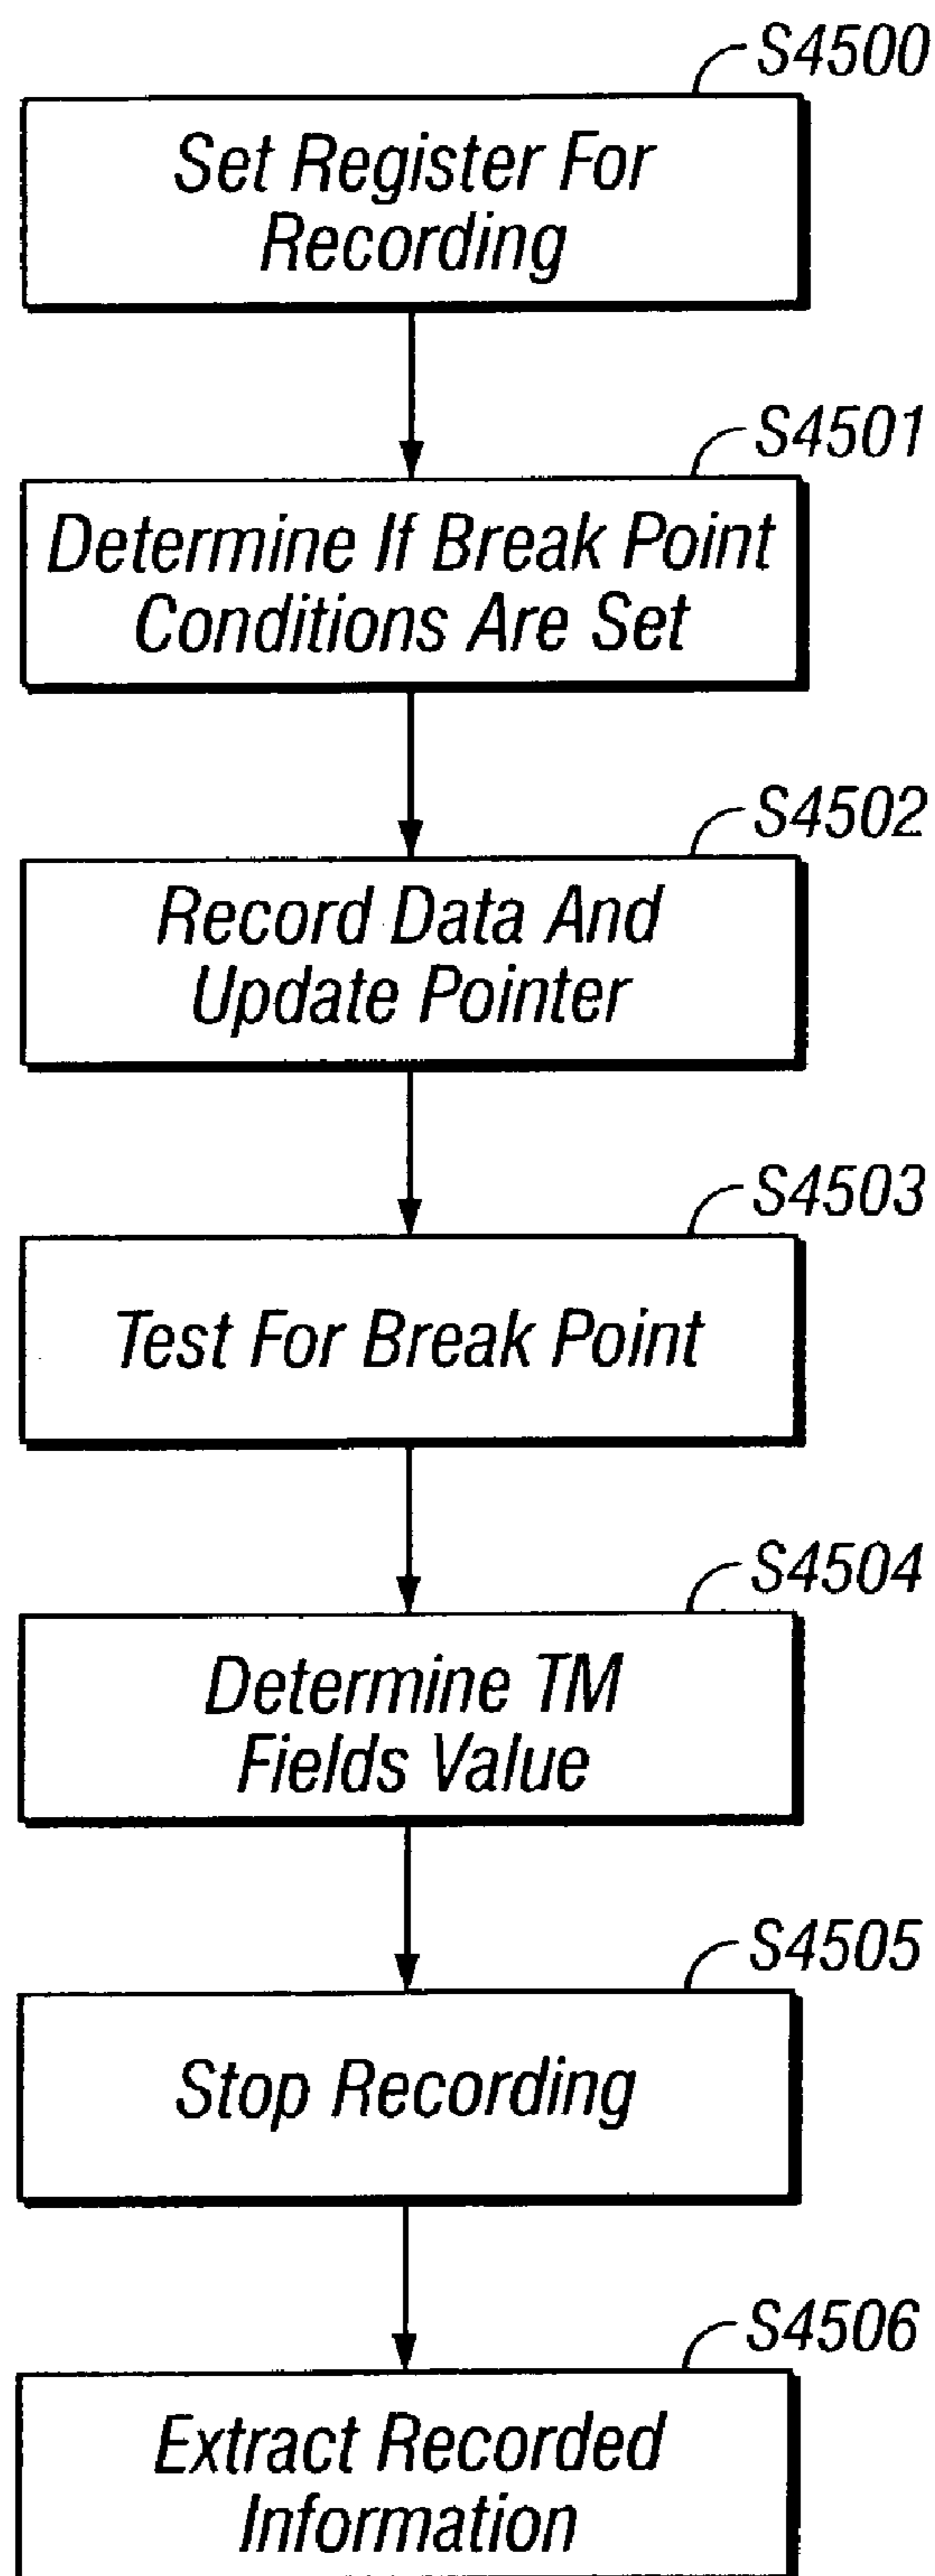 S4500
Set Register For
Recording
S4501
Determine If Break Point
Conditions Are Set
S4502
Record Data And
Update Pointer
S4503
Test For Break Point
S4504
Determine TM
Fields Value
S4505
Stop Recording
S4506
Extract Recorded
Information